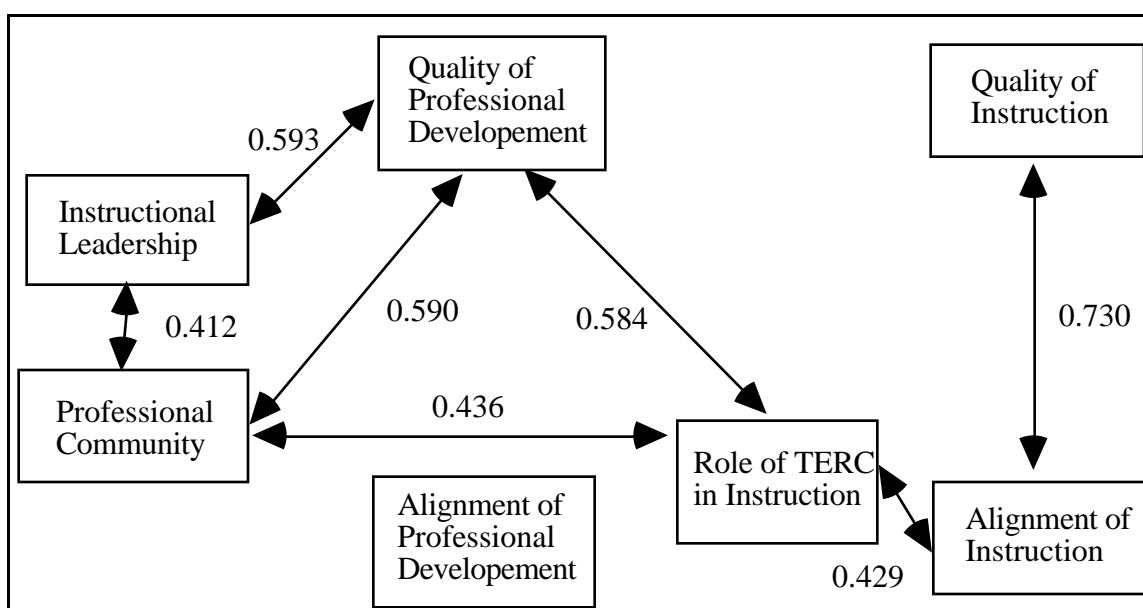 Quality of
Professional
Developement
Quality of
Instruction
0.593
Instructional
Leadership
0.412
0.590
0.584
0.730
Professional
Community
0.436
Role of TERC
in Instruction
Alignment of
Professional
Developement
Alignment of
Instruction
0.429